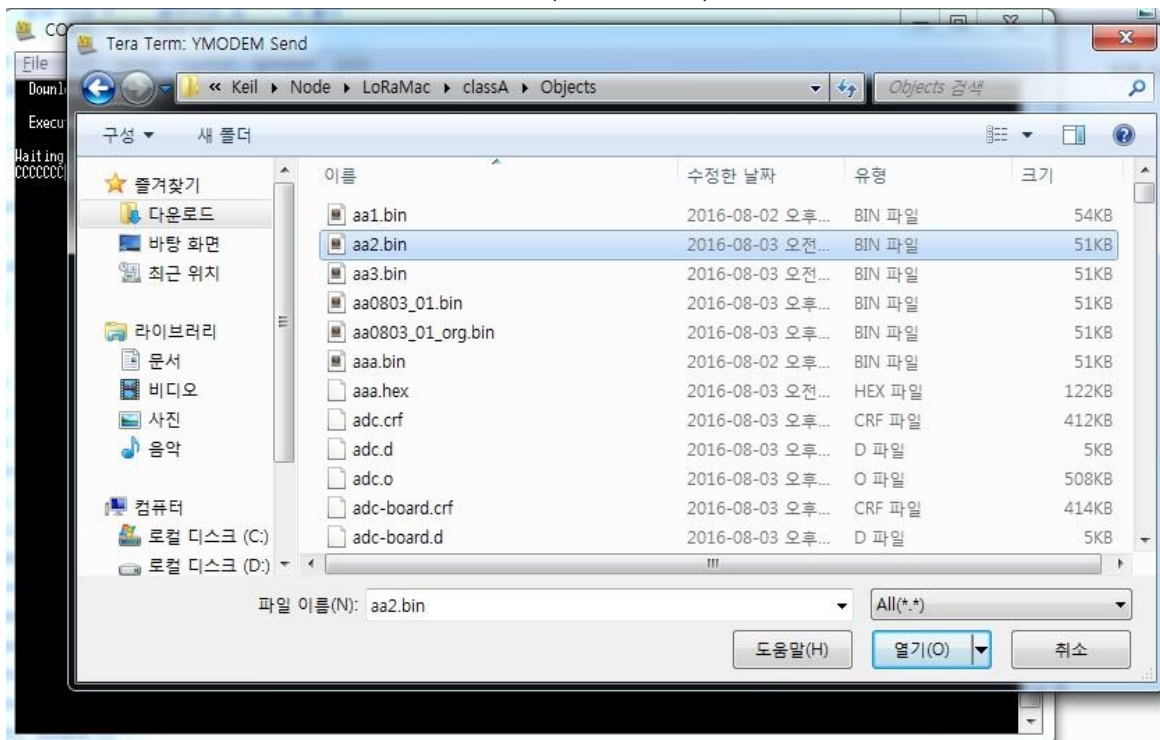 Tera Term: YMODEM Send
File
« Keil ▸ Node ▸ LoRaMac ▸ classA ▸ Objects
Objects 검색
구성 새 폴더
Waiting
CCCCCCC
이름 수정한 날짜 유형 크기
즐겨찾기
다운로드
바탕 화면
최근 위치
라이브러리
문서
비디오
사진
음악
컴퓨터
로컬 디스크 (C:)
로컬 디스크 (D:)
aa1.bin 2016-08-02 오후... BIN 파일 54KB
aa2.bin 2016-08-03 오전... BIN 파일 51KB
aa3.bin 2016-08-03 오전... BIN 파일 51KB
aa0803_01.bin 2016-08-03 오후... BIN 파일 51KB
aa0803_01_org.bin 2016-08-03 오후... BIN 파일 51KB
aaa.bin 2016-08-02 오후... BIN 파일 51KB
aaa.hex 2016-08-03 오전... HEX 파일 122KB
adc.crf 2016-08-03 오후... CRF 파일 412KB
adc.d 2016-08-03 오후... D 파일 5KB
adc.o 2016-08-03 오후... O 파일 508KB
adc-board.crf 2016-08-03 오후... CRF 파일 414KB
adc-board.d 2016-08-03 오후... D 파일 5KB
파일 이름(N): aa2.bin All(*.*)
도움말(H) 열기(O) 취소